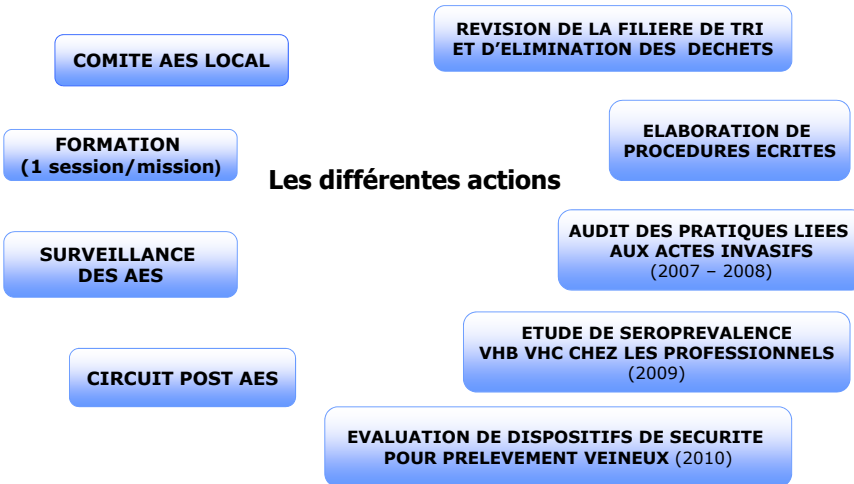 REVISION DE LA FILIERE DE TRI
ET D'ELIMINATION DES DECHETS
COMITE AES LOCAL
ELABORATION DE
PROCEDURES ECRITES
FORMATION
(1 session/mission)
Les différentes actions
AUDIT DES PRATIQUES LIEES
AUX ACTES INVASIFS
(2007 – 2008)
SURVEILLANCE
DES AES
ETUDE DE SEROPREVALENCE
VHB VHC CHEZ LES PROFESSIONNELS
(2009)
CIRCUIT POST AES
EVALUATION DE DISPOSITIFS DE SECURITE
POUR PRELEVEMENT VEINEUX (2010)